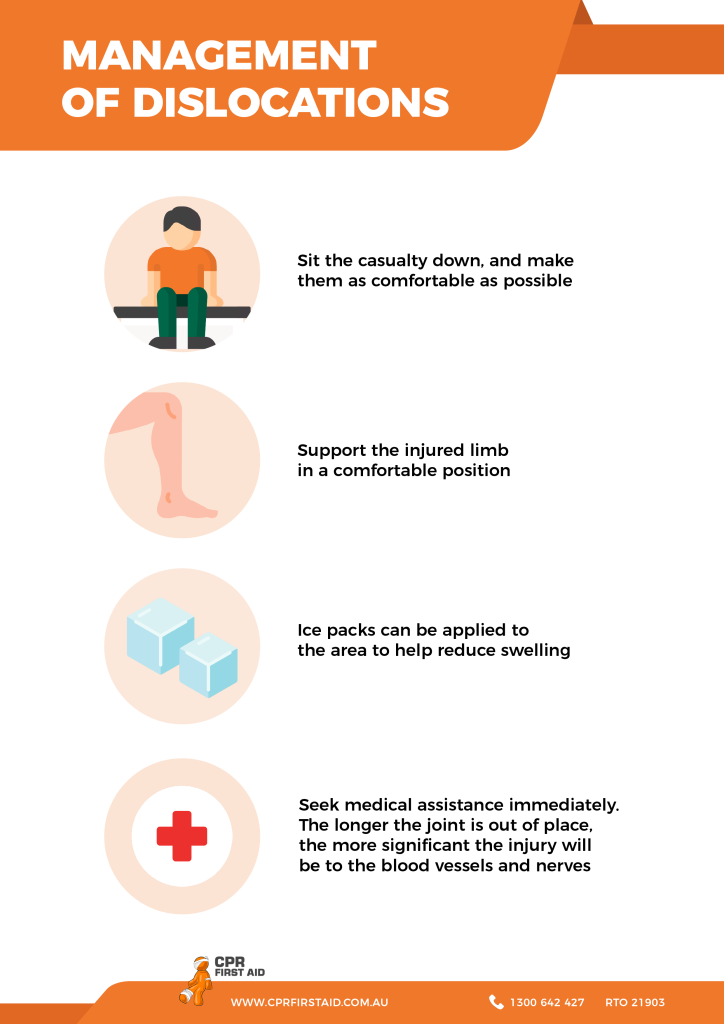 MANAGEMENT
OF DISLOCATIONS
Sit the casualty down, and make
them as comfortable as possible
Support the injured limb
in a comfortable position
Ice packs can be applied to
the area to help reduce swelling
Seek medical assistance immediately.
The longer the joint is out of place,
the more significant the injury will
be to the blood vessels and nerves
CPR
FIRST AID
WWW.CPRFIRSTAID.COM.AU 1300 642 427 RTO 21903